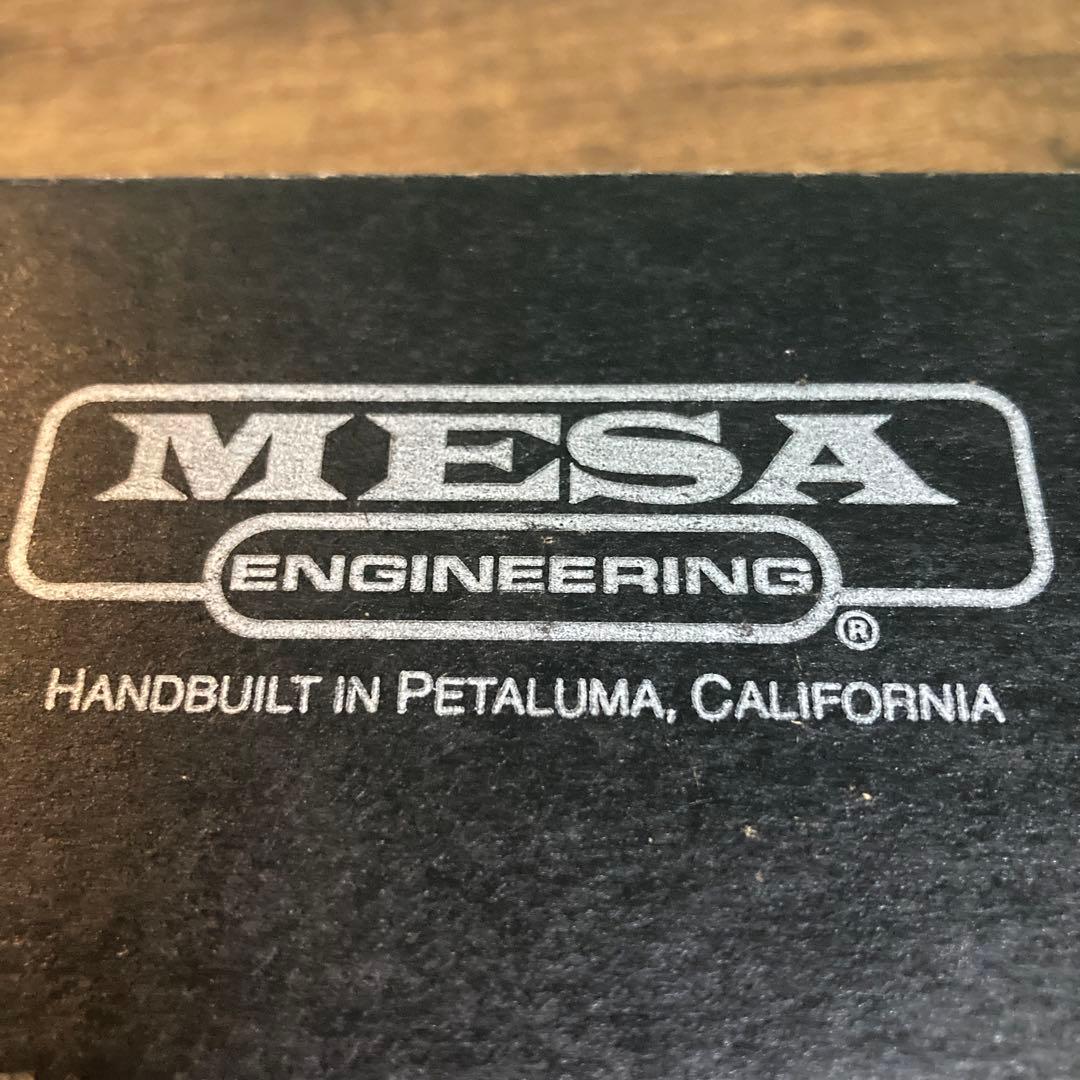 MESA
ENGINEERING
®
HANDBUILT IN PETALUMA, CALIFORNIA